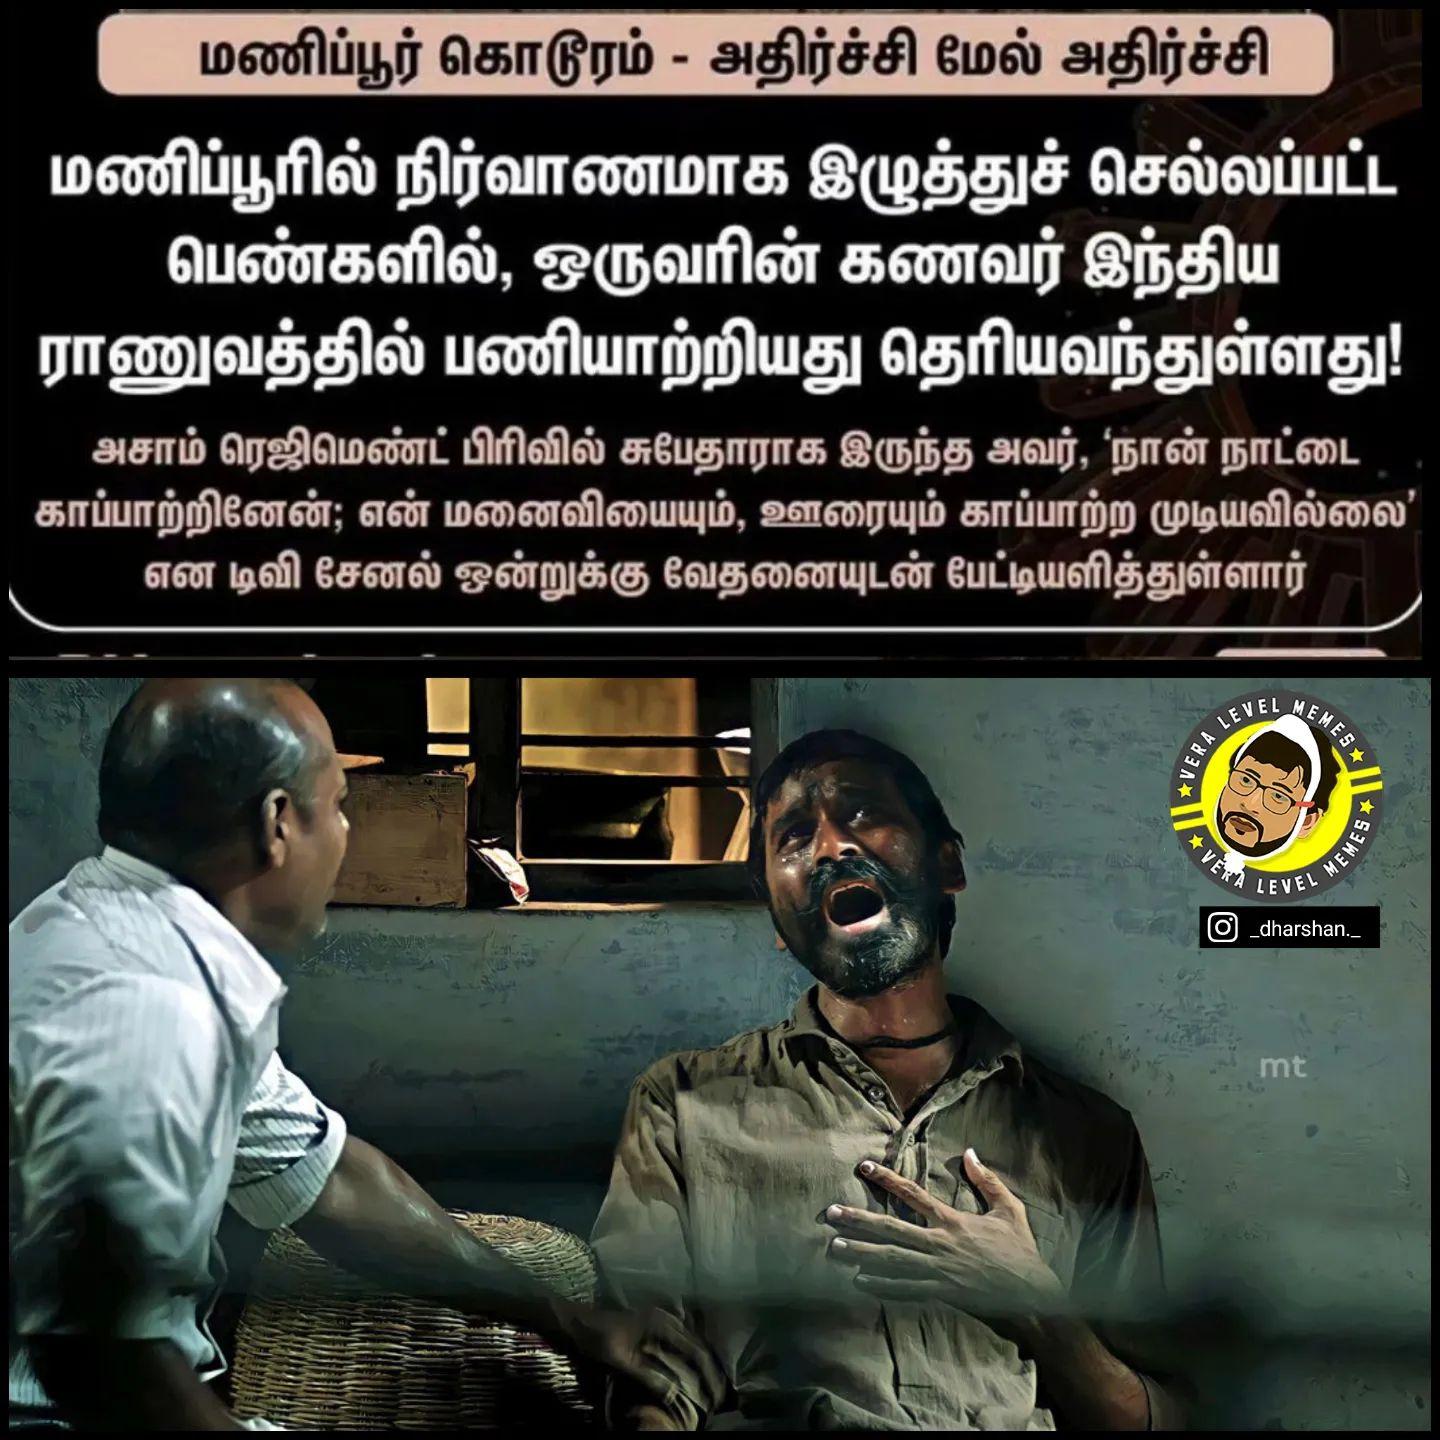 மணிப்பூர் கொடூரம் - அதிர்ச்சி மேல் அதிர்ச்சி
மணிப்பூரில் நிர்வாணமாக இழுத்துச் செல்லப்பட்ட
பெண்களில், ஒருவரின் கணவர் இந்திய
ராணுவத்தில் பணியாற்றியது தெரியவந்துள்ளது!
அசாம் ரெஜிமெண்ட் பிரிவில் சுபேதாராக இருந்த அவர், 'நான் நாட்டை
காப்பாற்றினேன்; என் மனைவியையும், ஊரையும் காப்பாற்ற முடியவில்லை'
என டிவி சேனல் ஒன்றுக்கு வேதனையுடன் பேட்டியளித்துள்ளார்
VERA LEVEL MEMES
VERA LEVEL MEMES
_dharshan._
mt